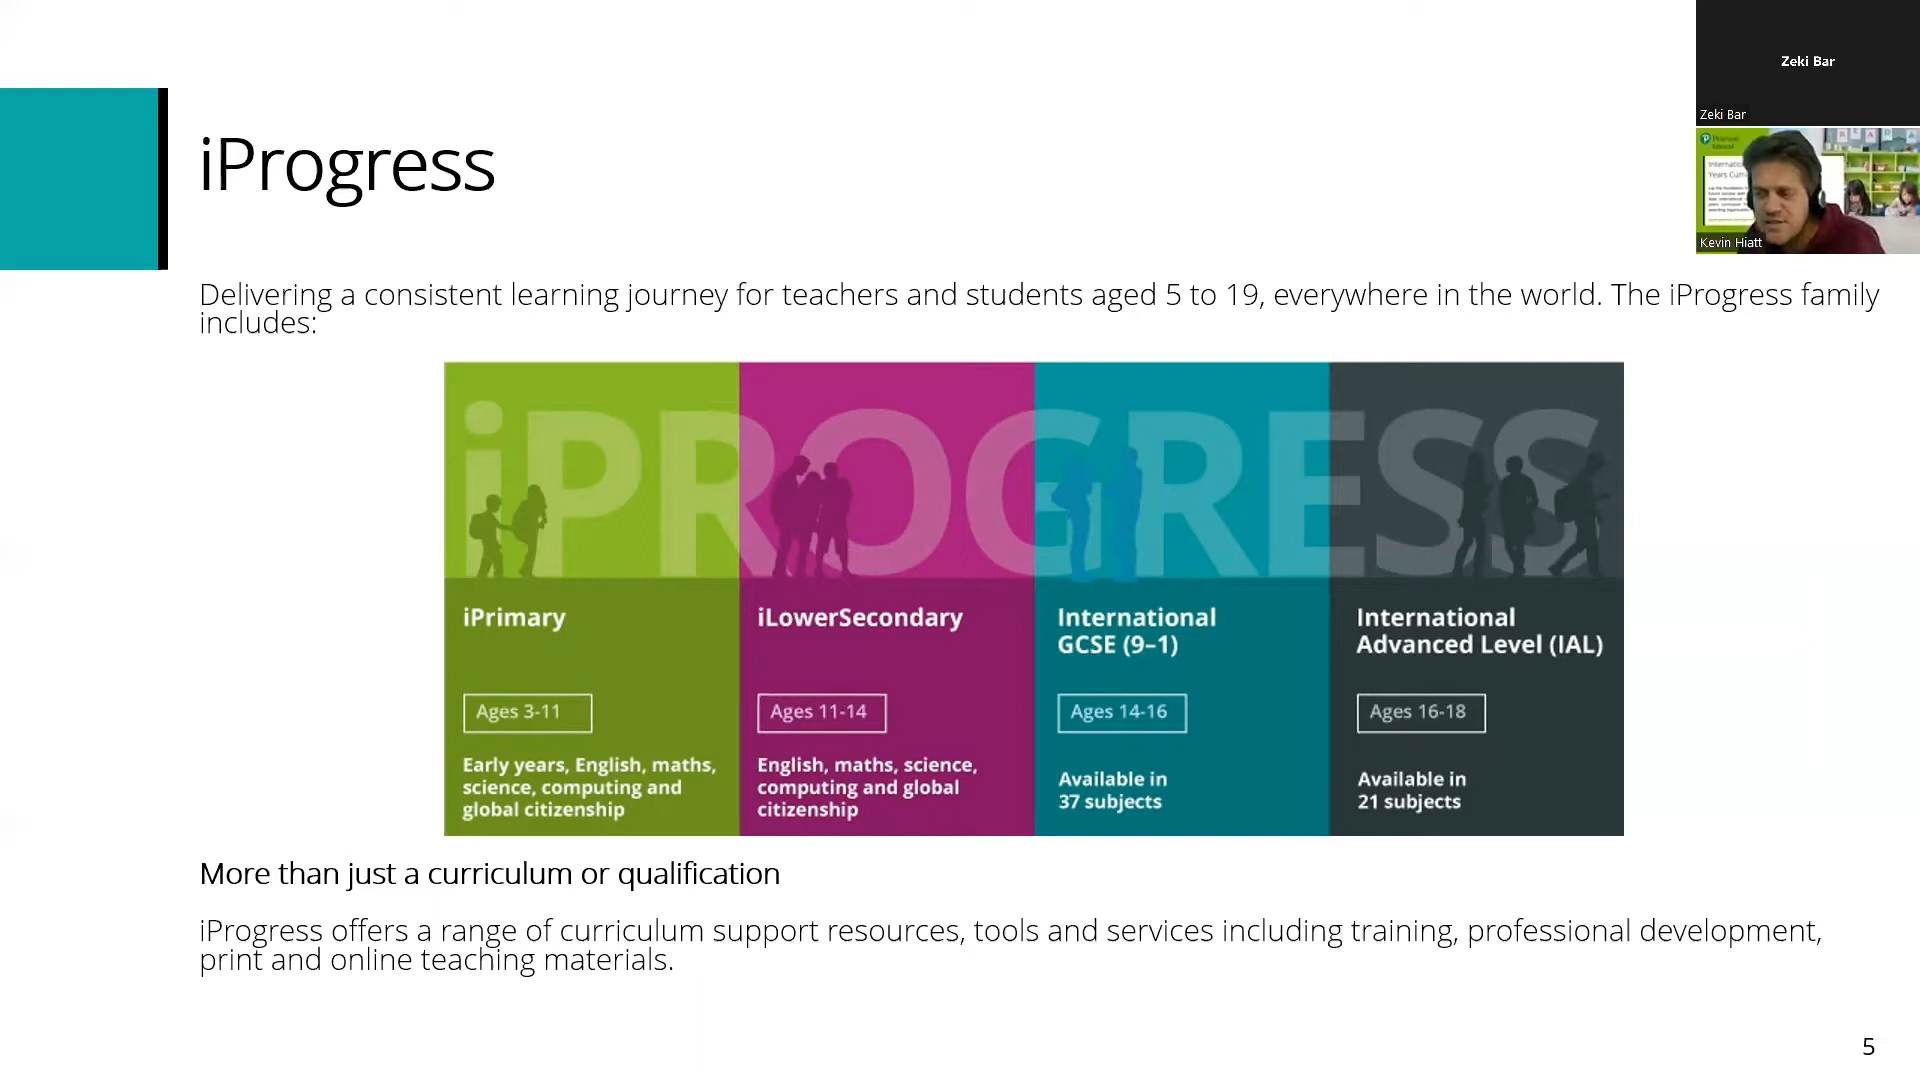 Zeki Bar
Zeki Bar
iProgress
Kevin Hiatt
Delivering a consistent learning journey for teachers and students aged 5 to 19, everywhere in the world. The iProgress family
includes:
iPROGRESS
iPrimary
Ages 3-11
Early years, English, maths,
science, computing and
global citizenship
iLowerSecondary
Ages 11-14
English, maths, science,
computing and global
citizenship
International
GCSE (9–1)
Ages 14-16
Available in
37 subjects
International
Advanced Level (IAL)
Ages 16-18
Available in
21 subjects
More than just a curriculum or qualification
iProgress offers a range of curriculum support resources, tools and services including training, professional development,
print and online teaching materials.
5